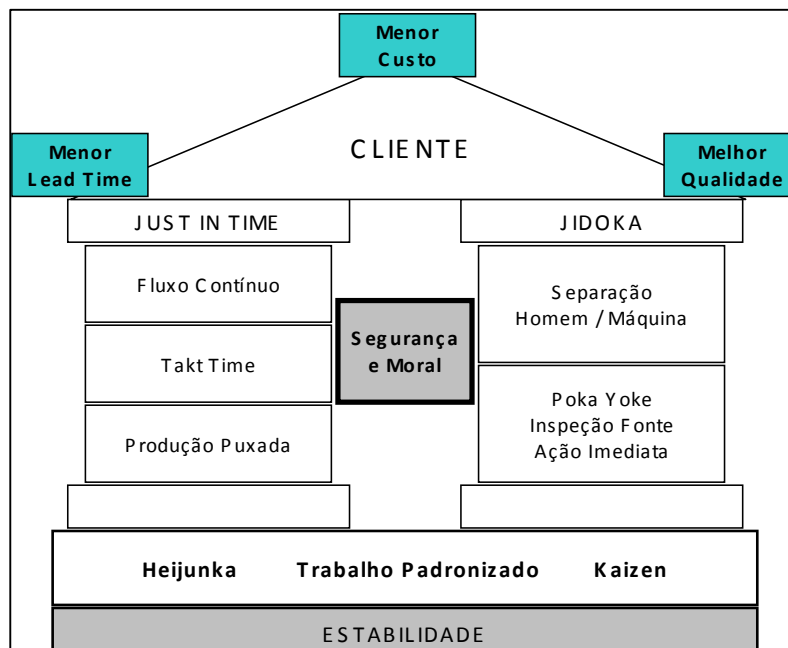 Menor
Custo
CLIENTE
Menor
Lead Time
Melhor
Qualidade
JUST IN TIME
JIDOKA
Fluxo Contínuo
Takt Time
Produção Puxada
Segurança
e Moral
Separação
Homem / Máquina
Poka Yoke
Inspeção Fonte
Ação Imediata
Heijunka Trabalho Padronizado Kaizen
ESTABILIDADE